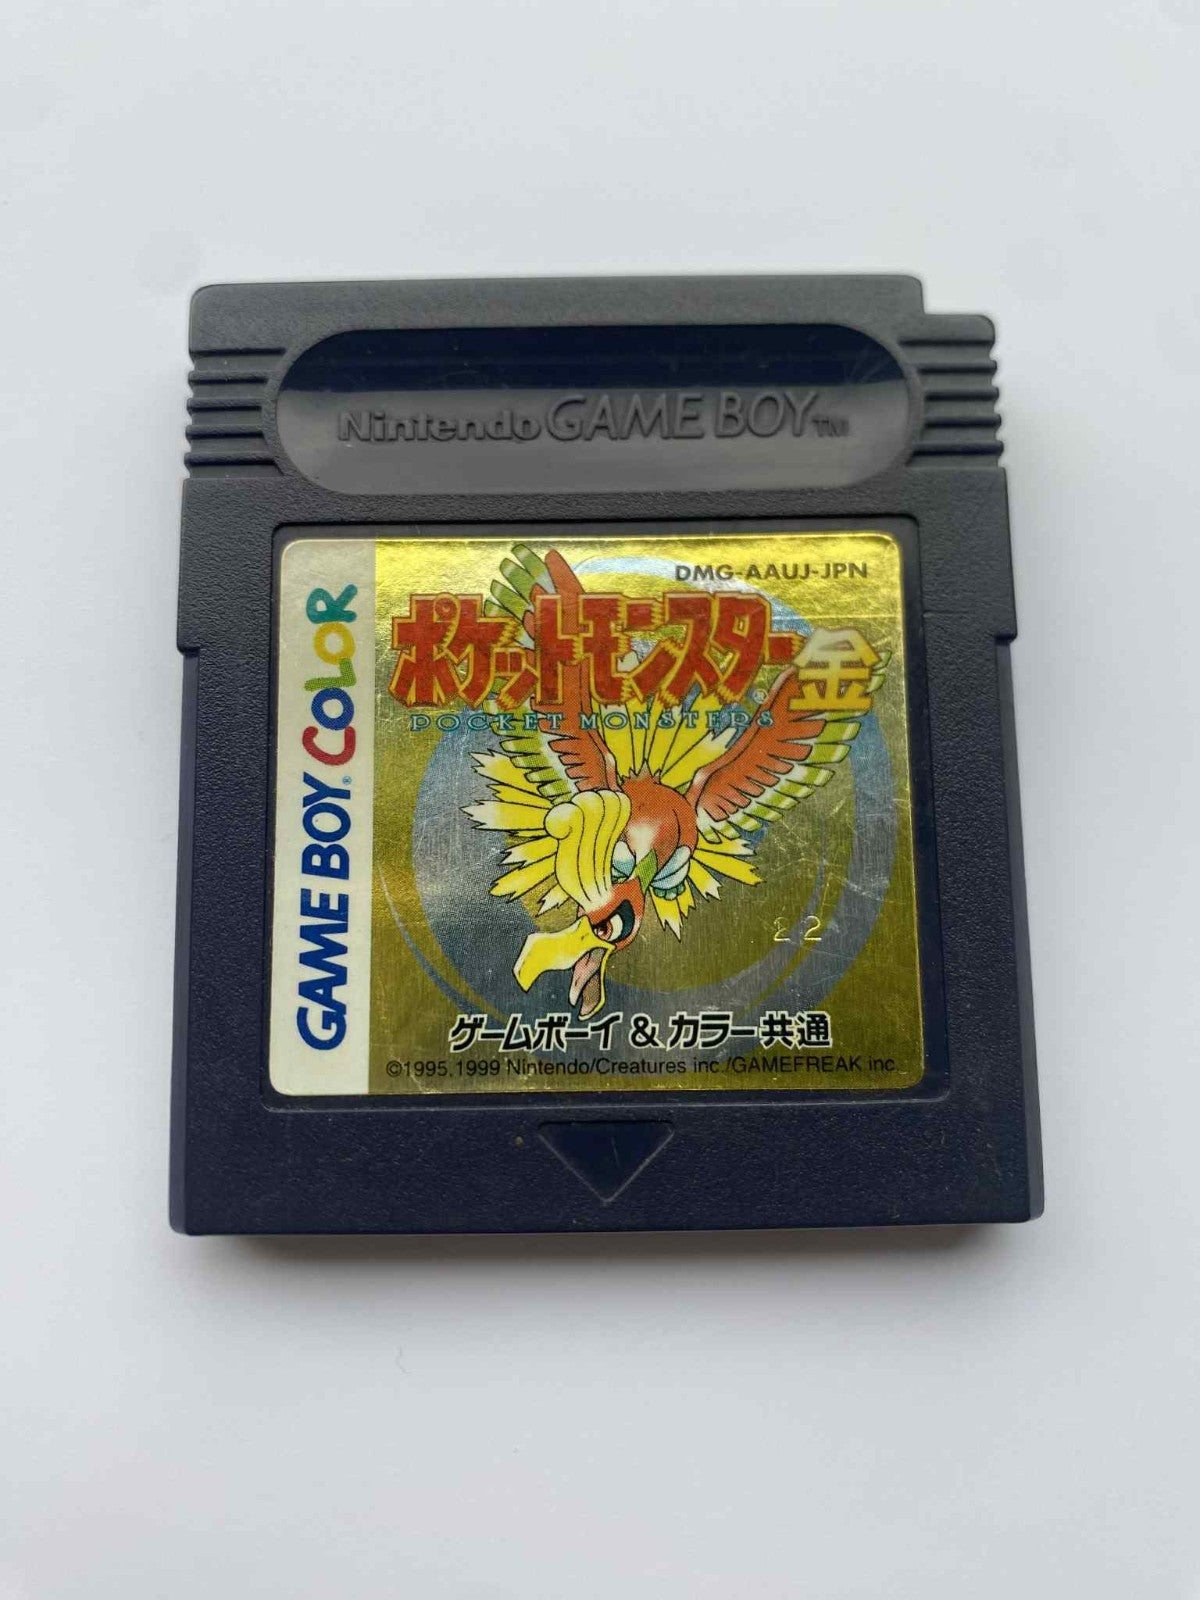 Nintendo GAME BOY TM
DMG-AAUJ-JPN
ポケットモンスター金
®
POCKET MONSTERS
GAME BOY® COLOR
22
ゲームボーイ&カラー共通
©1995,1999 Nintendo/Creatures inc./GAMEFREAK inc.